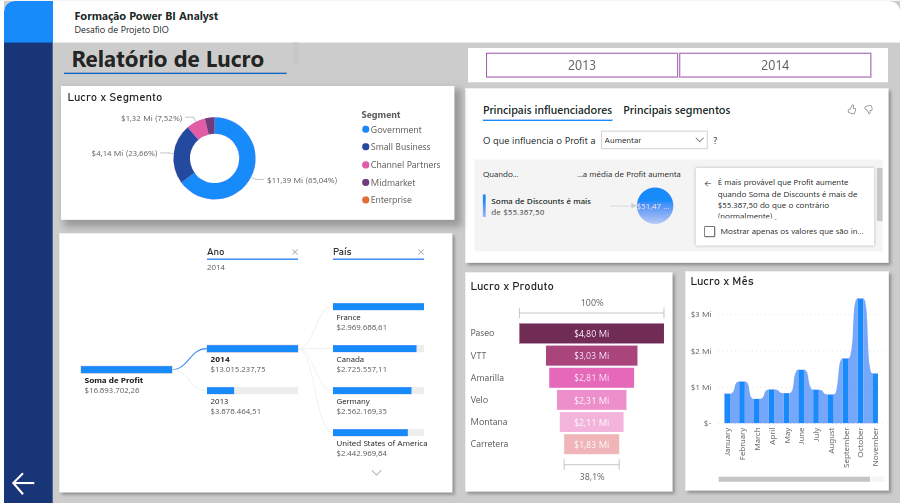 Formação Power BI Analyst
Desafio de Projeto DIO
Relatório de Lucro
2013
2014
Lucro x Segmento
$1,32 Mi (7,52%)
$4,14 Mi (23,66%)
$11,39 Mi (65,04%)
Segment
Government
Small Business
Channel Partners
Midmarket
Enterprise
Principais influenciadores
Principais segmentos
O que influencia o Profit a
Aumentar
?
Quando...
...a média de Profit aumenta
Soma de Discounts é mais
de $55.387,50
$51,47 ...
É mais provável que Profit aumente
quando Soma de Discounts é mais de
$55.387,50 do que o contrário
(normalmente).
Mostrar apenas os valores que são in...
Ano
2014
País
Soma de Profit
$16.893.702,26
2014
$13.015.237,75
2013
$3.878.464,51
France
$2.969.688,61
Canada
$2.725.557,11
Germany
$2.562.169,35
United States of America
$2.442.969,84
Lucro x Produto
100%
Paseo
$4,80 Mi
VTT
$3,03 Mi
Amarilla
$2,81 Mi
Velo
$2,31 Mi
Montana
$2,11 Mi
Carretera
$1,83 Mi
38,1%
Lucro x Mês
$3 Mi
$2 Mi
$1 Mi
$-
January
February
March
April
May
June
July
August
September
October
November